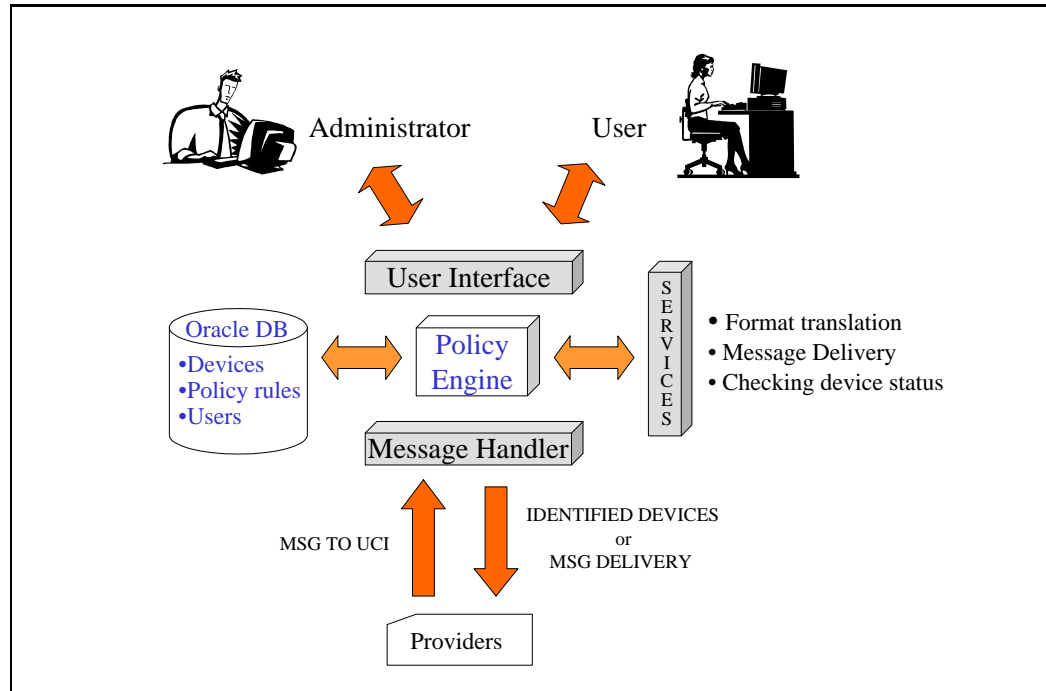 Administrator
User
User Interface
Oracle DB
•Devices
•Policy rules
•Users
Policy
Engine
SERVICES
• Format translation
• Message Delivery
• Checking device status
Message Handler
MSG TO UCI
IDENTIFIED DEVICES
or
MSG DELIVERY
Providers